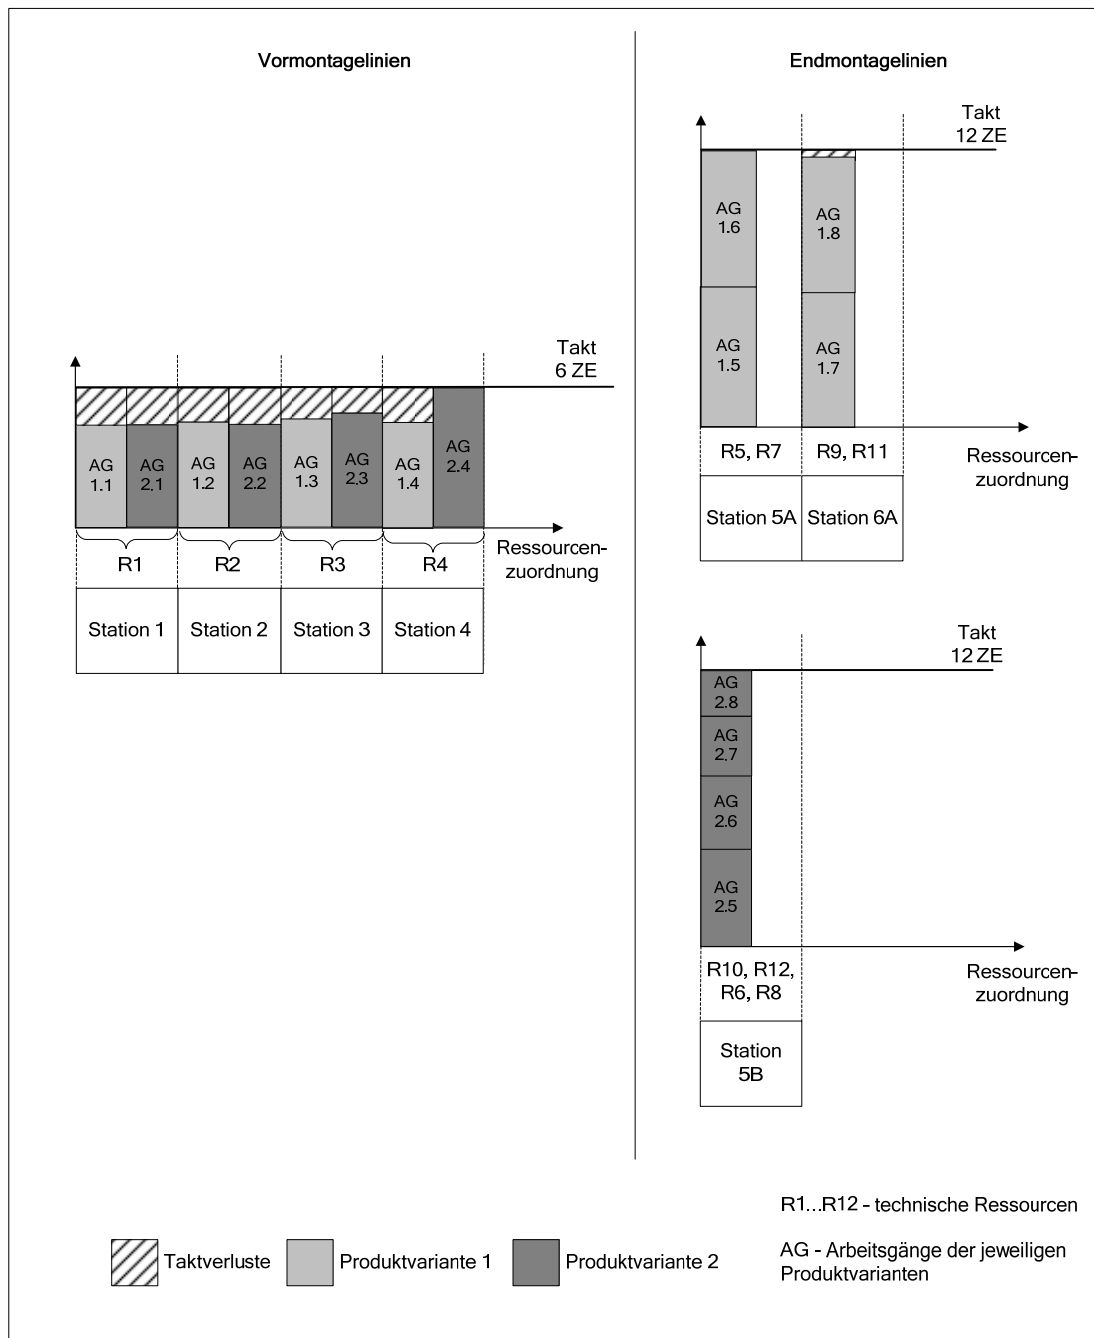 Vormontagelinien
Takt
6 ZE
AG
1.1
AG
2.1
AG
1.2
AG
2.2
AG
1.3
AG
2.3
AG
1.4
AG
2.4
R1
R2
R3
R4
Ressourcen-
zuordnung
Station 1
Station 2
Station 3
Station 4
Endmontagelinien
Takt
12 ZE
AG
1.6
AG
1.8
AG
1.5
AG
1.7
R5, R7
R9, R11
Ressourcen-
zuordnung
Station 5A
Station 6A
Takt
12 ZE
AG
2.8
AG
2.7
AG
2.6
AG
2.5
R10, R12,
R6, R8
Ressourcen-
zuordnung
Station
5B
Taktverluste
Produktvariante 1
Produktvariante 2
R1...R12 - technische Ressourcen
AG - Arbeitsgänge der jeweiligen
Produktvarianten